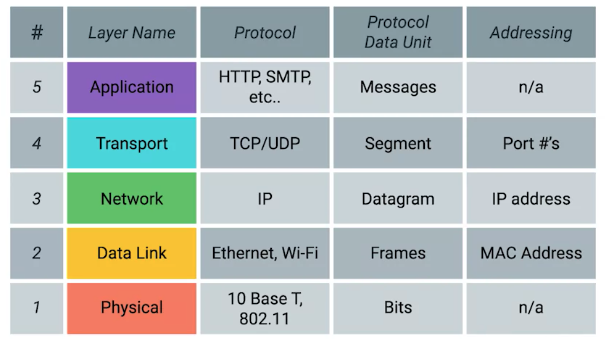 # Layer Name Protocol Protocol Data Unit Addressing
5 Application HTTP, SMTP, etc.. Messages n/a
4 Transport TCP/UDP Segment Port #'s
3 Network IP Datagram IP address
2 Data Link Ethernet, Wi-Fi Frames MAC Address
1 Physical 10 Base T, 802.11 Bits n/a